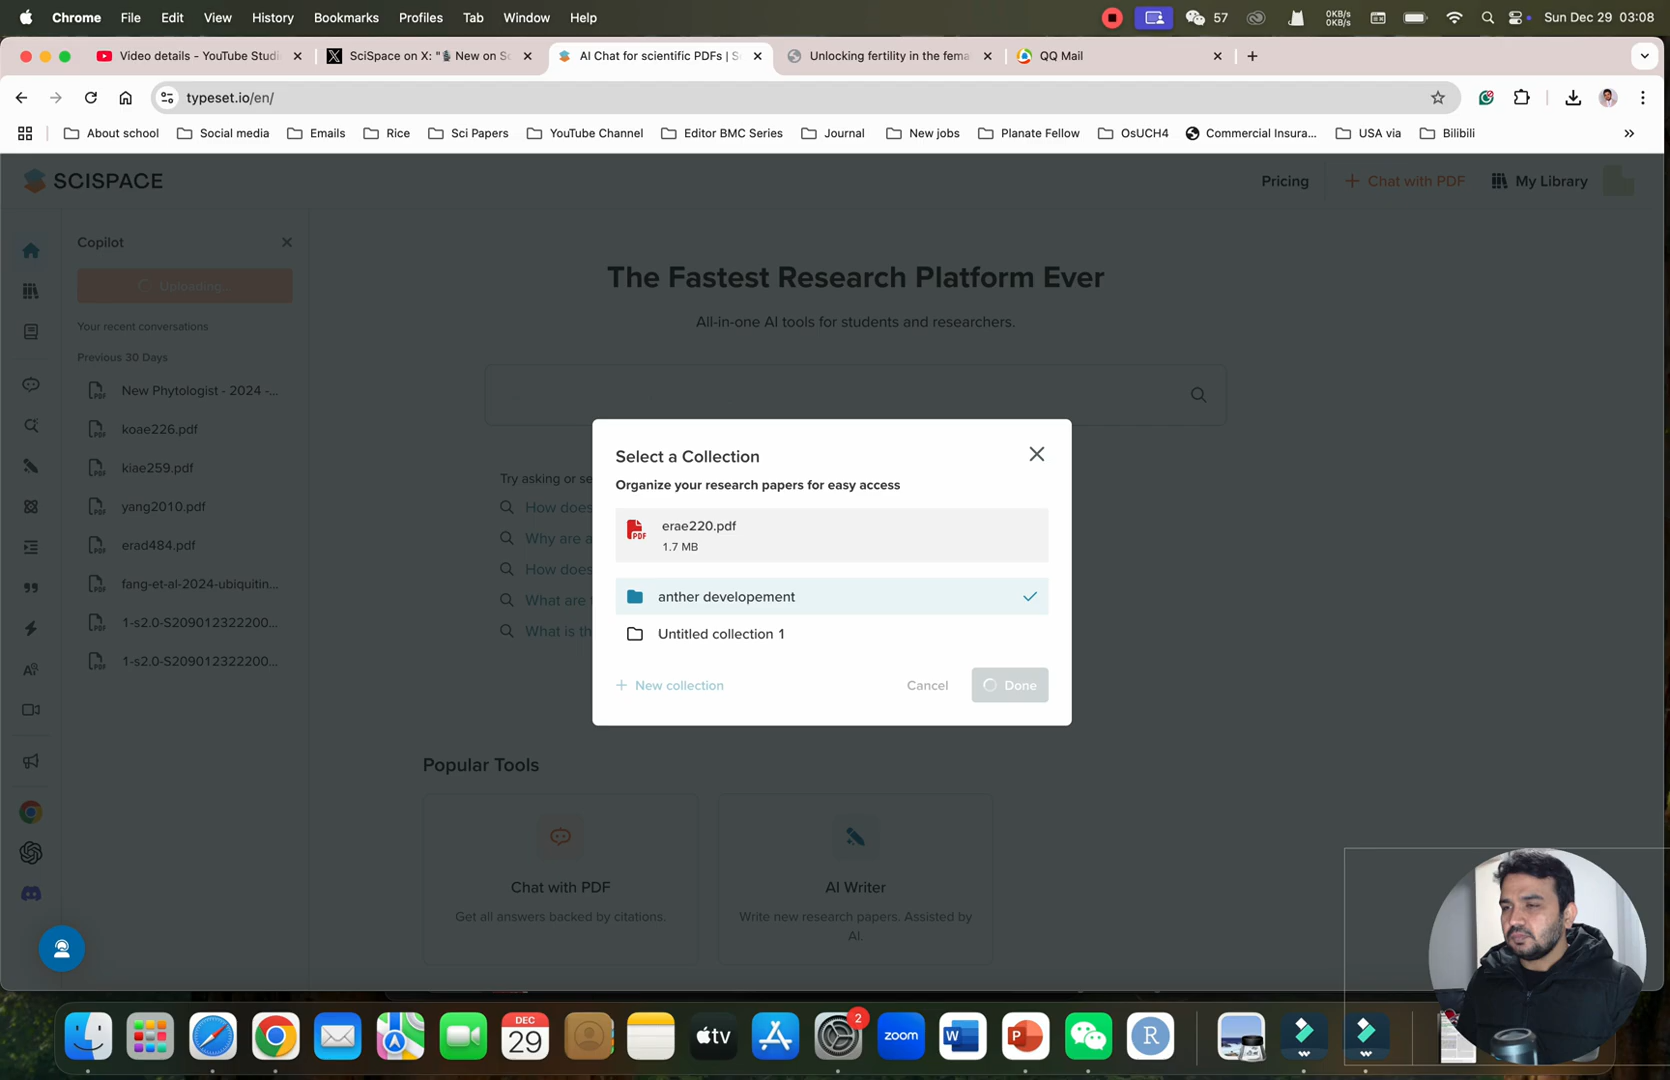 Chrome File Edit View History Bookmarks Profiles Tab Window Help 57 0KB/s 0KB/s Sun Dec 29 03:08
Video details - YouTube Studi SciSpace on X: " New on Sc AI Chat for scientific PDFs | S Unlocking fertility in the fema QQ Mail
typeset.io/en/
About school Social media Emails Rice Sci Papers YouTube Channel Editor BMC Series Journal New jobs Planate Fellow OsUCH4 Commercial Insura... USA via Bilibili
SCISPACE Pricing + Chat with PDF My Library
Copilot
Uploading...
Your recent conversations
Previous 30 Days
New Phytologist - 2024 -...
koae226.pdf
kiae259.pdf
yang2010.pdf
erad484.pdf
fang-et-al-2024-ubiquitin...
1-s2.0-S209012322200...
1-s2.0-S209012322200...
The Fastest Research Platform Ever
All-in-one AI tools for students and researchers.
Try asking or se
How does
Why are a
How does
What are
What is th
Select a Collection
Organize your research papers for easy access
erae220.pdf
1.7 MB
anther developement
Untitled collection 1
+ New collection Cancel Done
Popular Tools
Chat with PDF
Get all answers backed by citations.
AI Writer
Write new research papers. Assisted by
AI.
DEC
29
tv
2
zoom
W
P
R
PDF